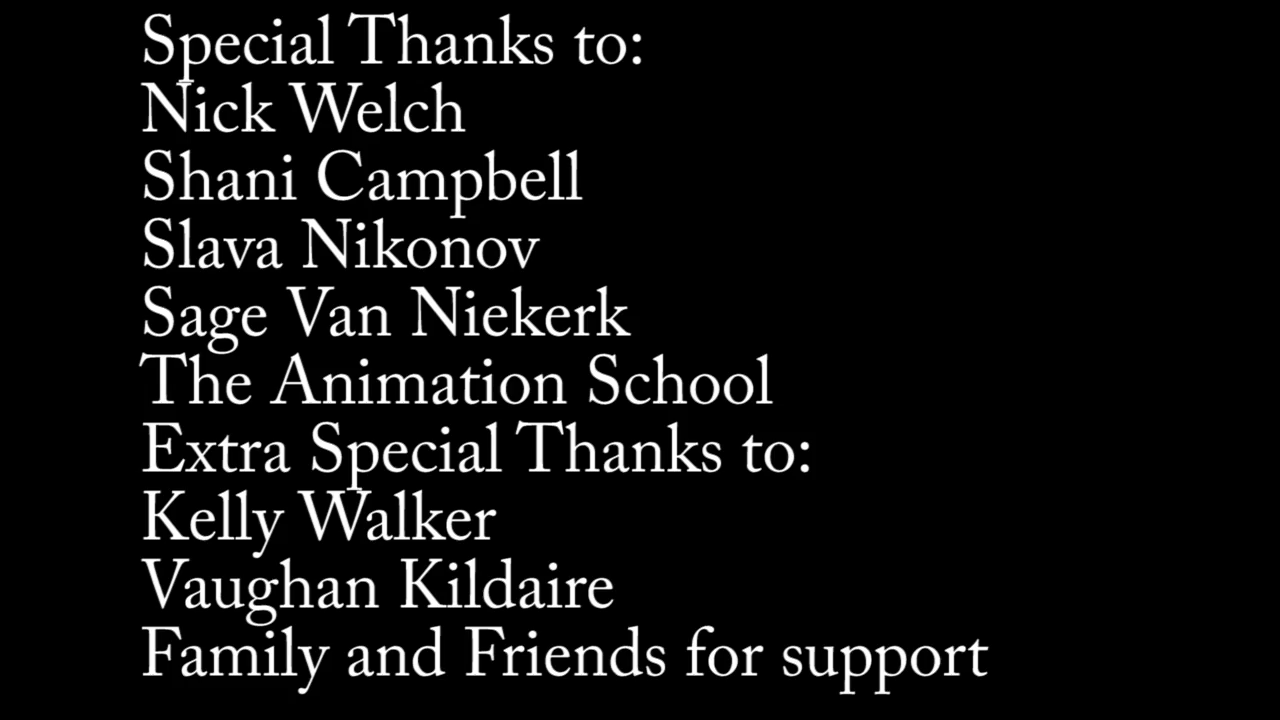 Special Thanks to:
Nick Welch
Shani Campbell
Slava Nikonov
Sage Van Niekerk
The Animation School
Extra Special Thanks to:
Kelly Walker
Vaughan Kildaire
Family and Friends for support